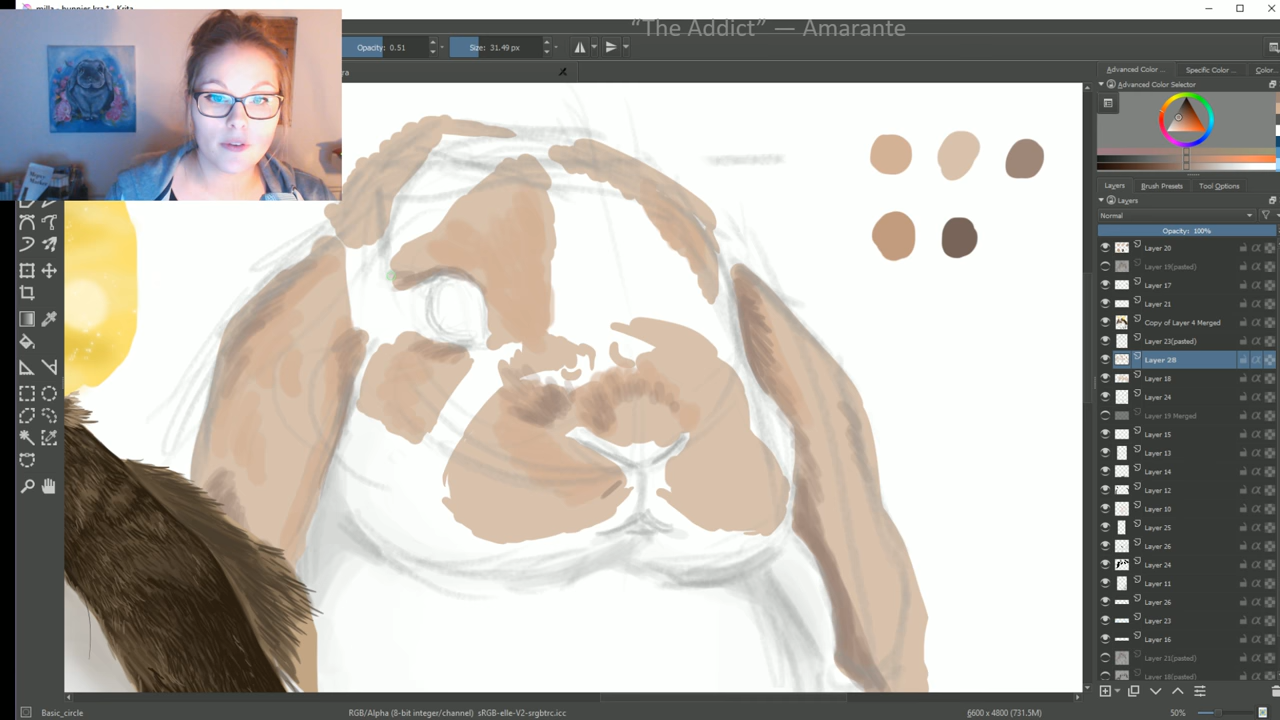 milla - bunnies.kra * - Krita
"The Addict" — Amarante
Opacity: 0.51
Size: 31.49 px
ra
Advanced Color ...
Specific Color ...
Color...
Advanced Color Selector
Layers
Brush Presets
Tool Options
Layers
Normal
Opacity: 100%
Layer 20
Layer 19(pasted)
Layer 17
Layer 21
Copy of Layer 4 Merged
Layer 23(pasted)
Layer 28
Layer 18
Layer 24
Layer 19 Merged
Layer 15
Layer 13
Layer 14
Layer 12
Layer 10
Layer 25
Layer 26
Layer 24
Layer 11
Layer 26
Layer 23
Layer 16
Layer 21(pasted)
Layer 18(pasted)
Basic_circle
RGB/Alpha (8-bit integer/channel) sRGB-elle-V2-srgbtrc.icc
6600 x 4800 (731.5M)
50%